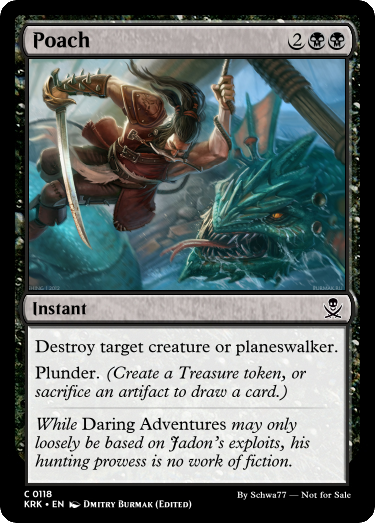 Poach 2
Instant
Destroy target creature or planeswalker.
Plunder. (Create a Treasure token, or
sacrifice an artifact to draw a card.)
While Daring Adventures may only
loosely be based on Jadon's exploits, his
hunting prowess is no work of fiction.
C 0118
KRK • EN Dmitry Burmak (Edited)
By Schwa77 — Not for Sale